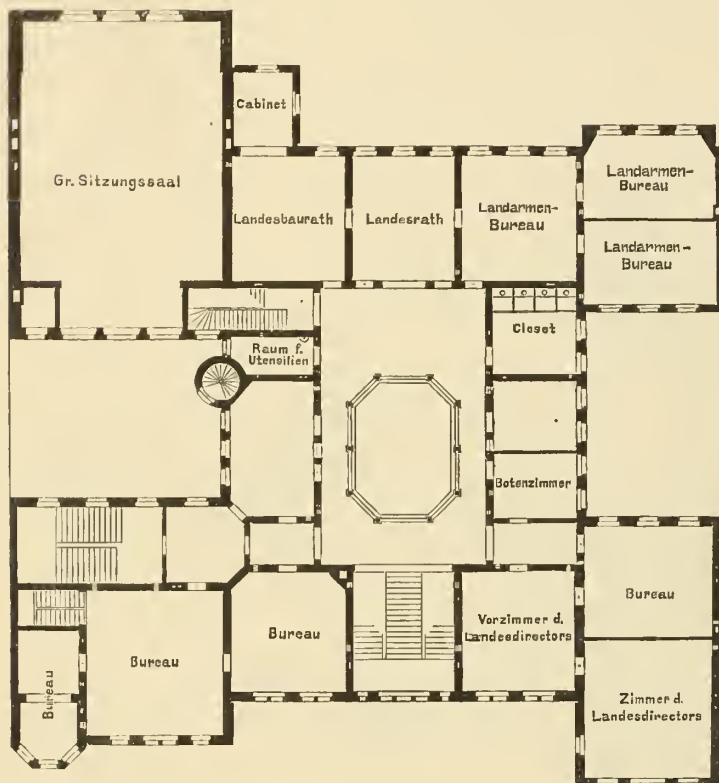 Cabinet
Gr. Sitzungssaal
Landesbaurath
Landesrath
Landarmen-
Bureau
Landarmen-
Bureau
Landarmen-
Bureau
Closet
Raum f.
Utensilien
Botenzimmer
Bureau
Bureau
Bureau
Vorzimmer d.
Landesdirectors
Bureau
Zimmer d.
Landesdirectors